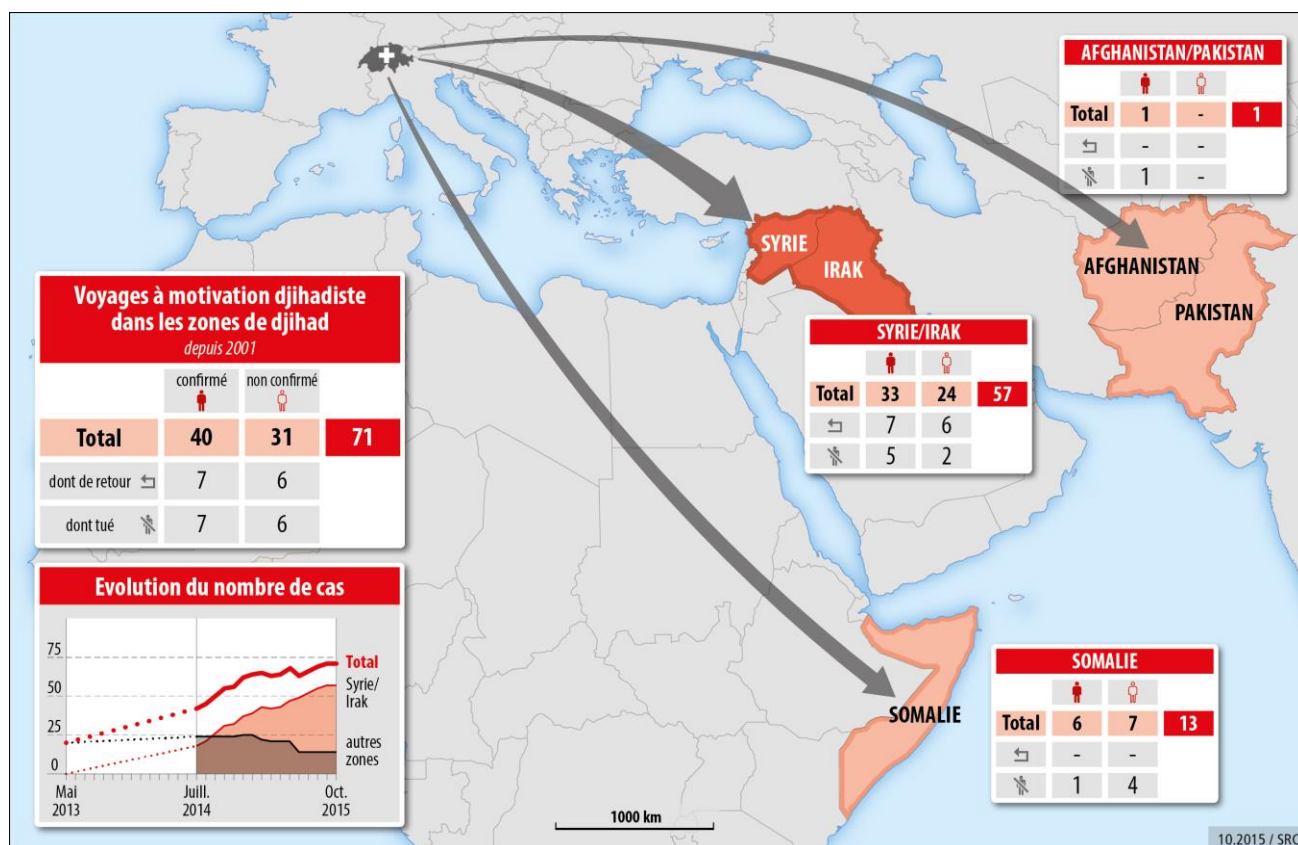 AFGHANISTAN/PAKISTAN
Total 1 - 1
- -
1 -
SYRIE
IRAK
AFGHANISTAN
PAKISTAN
Voyages à motivation djihadiste
dans les zones de djihad
depuis 2001
confirmé non confirmé
Total 40 31 71
dont de retour 7 6
dont tué 7 6
SYRIE/IRAK
Total 33 24 57
7 6
5 2
Evolution du nombre de cas
75
50
25
0
Total
Syrie/
Irak
autres
zones
Mai
2013
Juill.
2014
Oct.
2015
SOMALIE
SOMALIE
Total 6 7 13
- -
1 4
1000 km
10.2015 / SRC